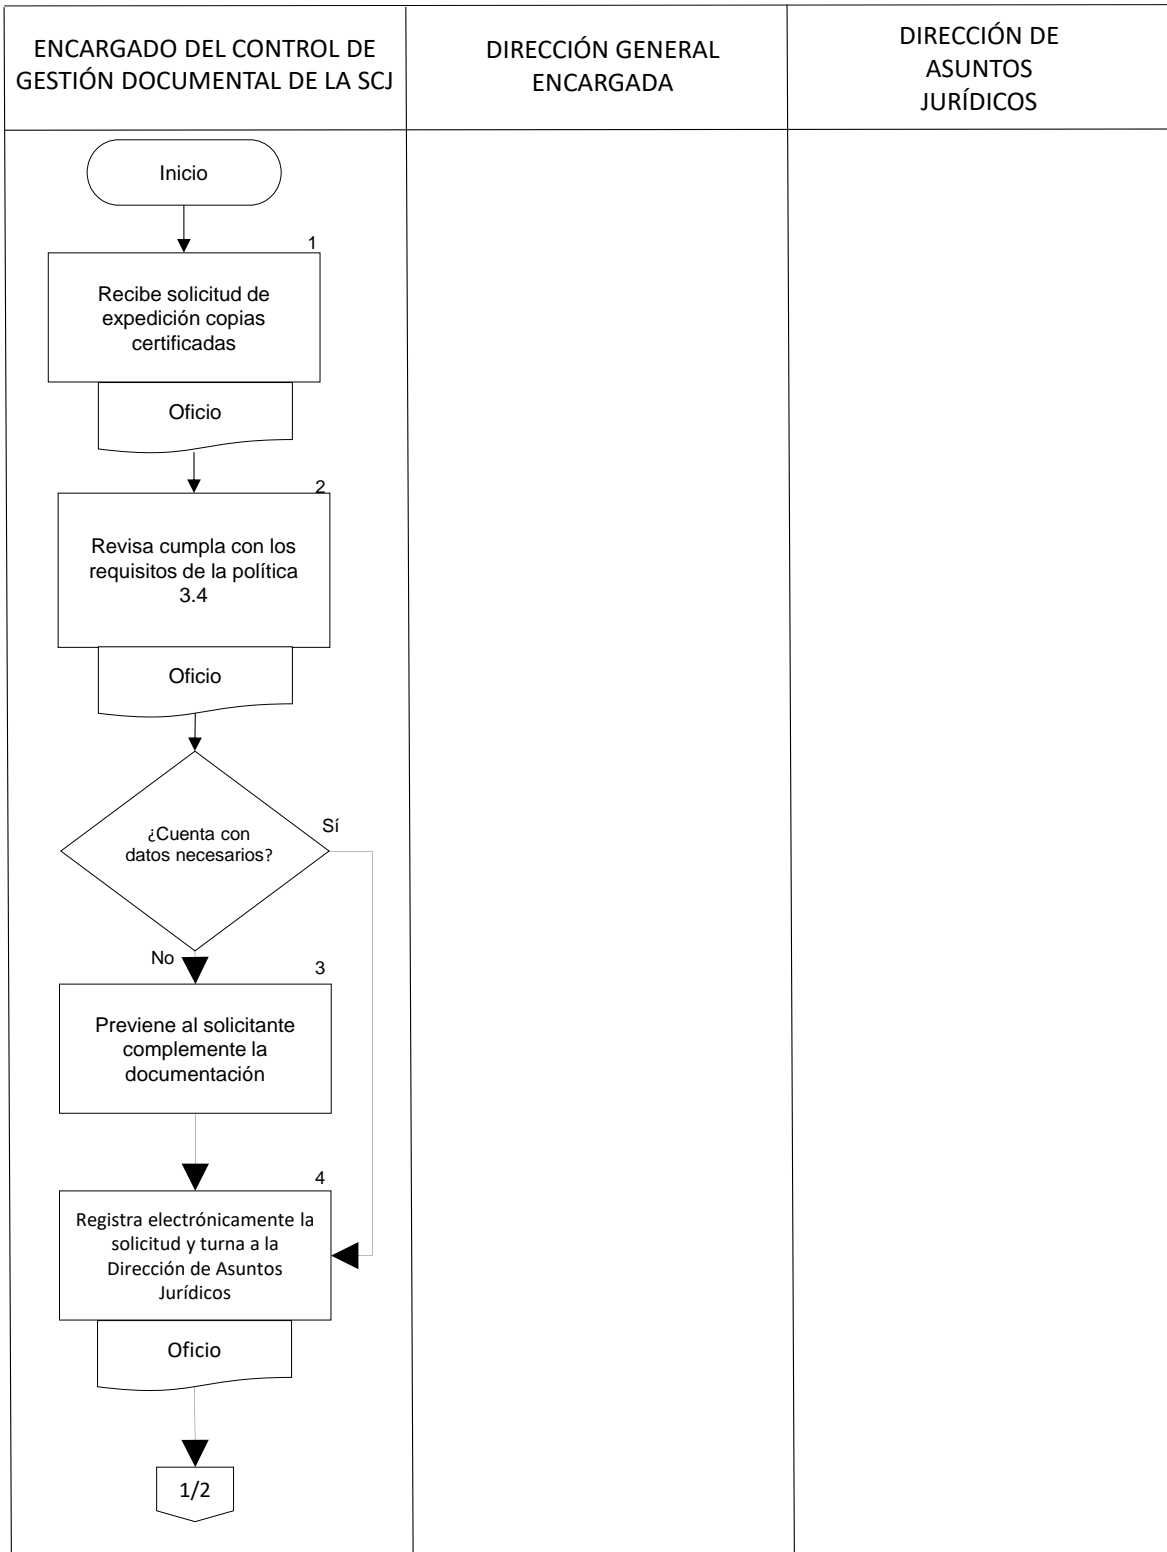 ENCARGADO DEL CONTROL DE
GESTIÓN DOCUMENTAL DE LA SCJ
DIRECCIÓN GENERAL
ENCARGADA
DIRECCIÓN DE
ASUNTOS
JURÍDICOS
Inicio
1
Recibe solicitud de
expedición copias
certificadas
Oficio
2
Revisa cumpla con los
requisitos de la política
3.4
Oficio
¿Cuenta con
datos necesarios?
Sí
No
3
Previene al solicitante
complemente la
documentación
4
Registra electrónicamente la
solicitud y turna a la
Dirección de Asuntos
Jurídicos
Oficio
1/2